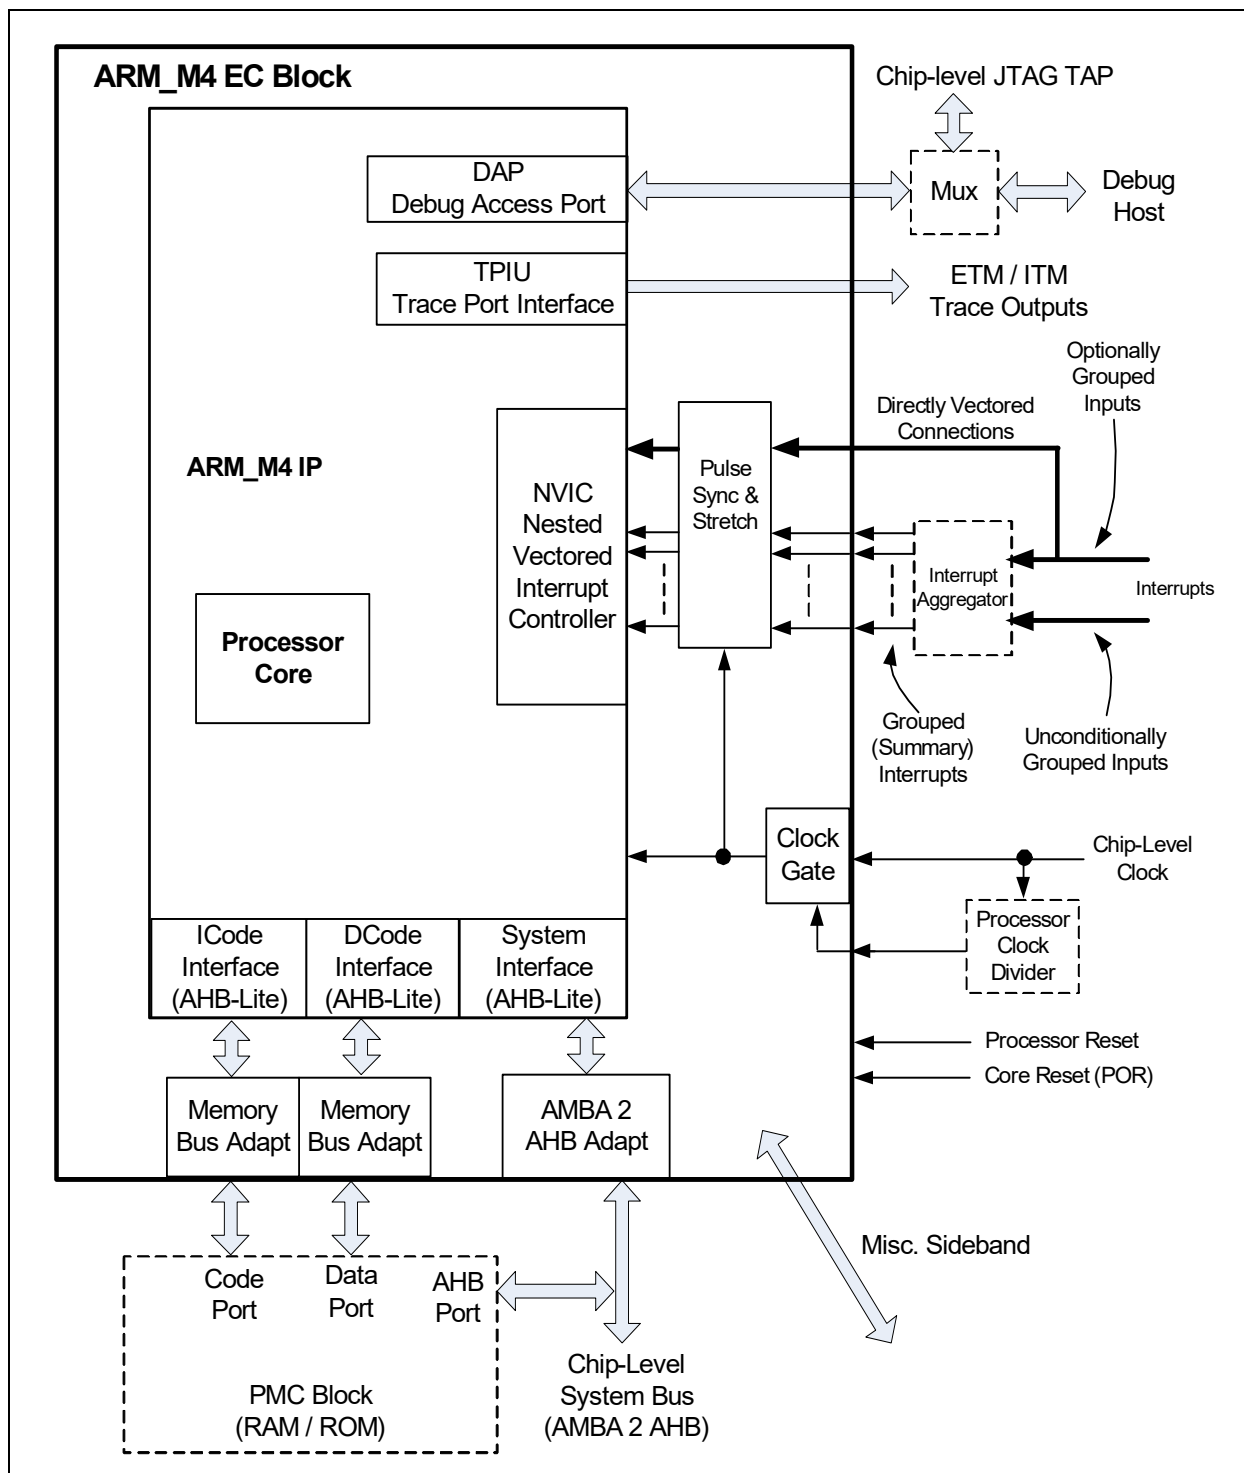 ARM_M4 EC Block
Chip-level JTAG TAP
DAP
Debug Access Port
Mux
Debug
Host
TPIU
Trace Port Interface
ETM / ITM
Trace Outputs
Optionally
Grouped
Inputs
Directly Vectored
Connections
ARM_M4 IP
NVIC
Nested
Vectored
Interrupt
Controller
Pulse
Sync &
Stretch
Interrupt
Aggregator
Interrupts
Processor
Core
Grouped
(Summary)
Interrupts
Unconditionally
Grouped Inputs
Clock
Gate
Chip-Level
Clock
Processor
Clock
Divider
ICode
Interface
(AHB-Lite)
DCode
Interface
(AHB-Lite)
System
Interface
(AHB-Lite)
Processor Reset
Core Reset (POR)
Memory
Bus Adapt
Memory
Bus Adapt
AMBA 2
AHB Adapt
Misc. Sideband
Code
Port
Data
Port
AHB
Port
PMC Block
(RAM / ROM)
Chip-Level
System Bus
(AMBA 2 AHB)